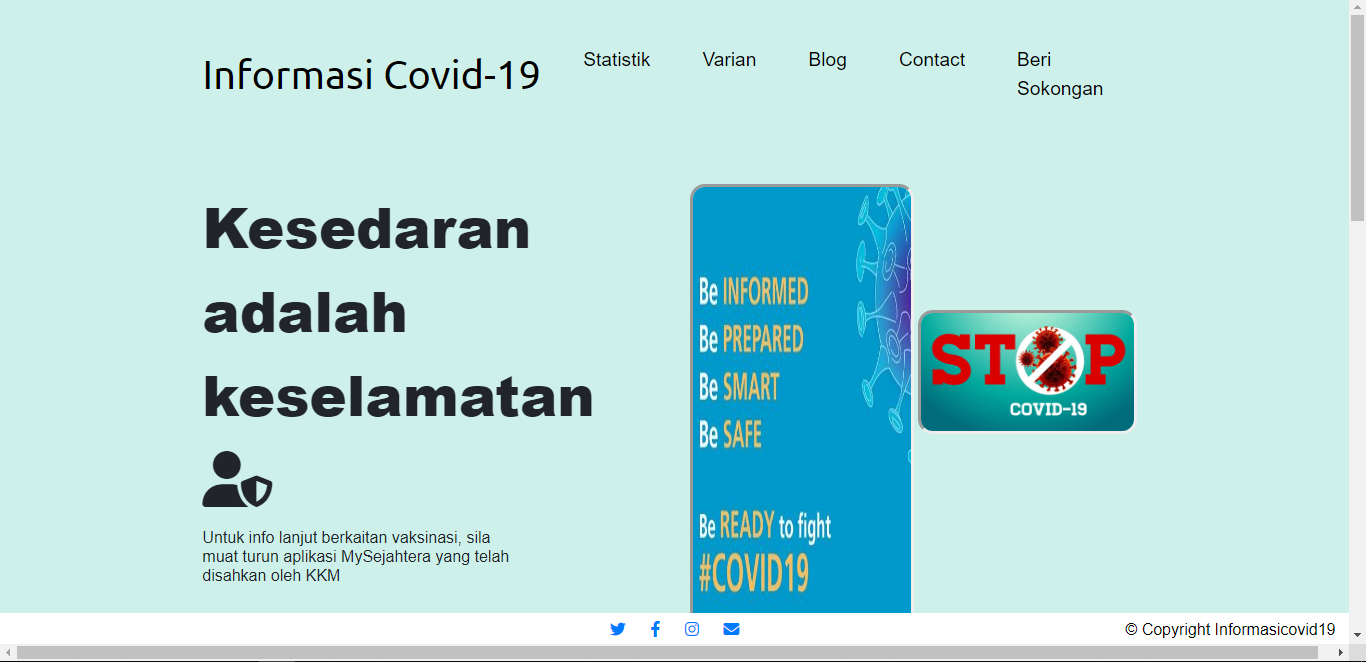 Informasi Covid-19
Statistik
Varian
Blog
Contact
Beri
Sokongan
Kesedaran
adalah
keselamatan
Untuk info lanjut berkaitan vaksinasi, sila
muat turun aplikasi MySejahtera yang telah
disahkan oleh KKM
Be INFORMED
Be PREPARED
Be SMART
Be SAFE
Be READY to fight
#COVID19
STOP
COVID-19
© Copyright Informasicovid19